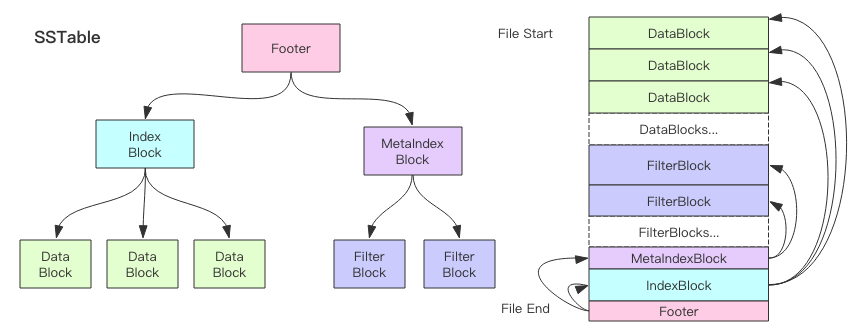 SSTable
Footer
Index
Block
MetaIndex
Block
Data
Block
Data
Block
Data
Block
Filter
Block
Filter
Block
File Start
DataBlock
DataBlock
DataBlock
DataBlocks...
FilterBlock
FilterBlock
FilterBlocks...
MetaIndexBlock
IndexBlock
File End
Footer